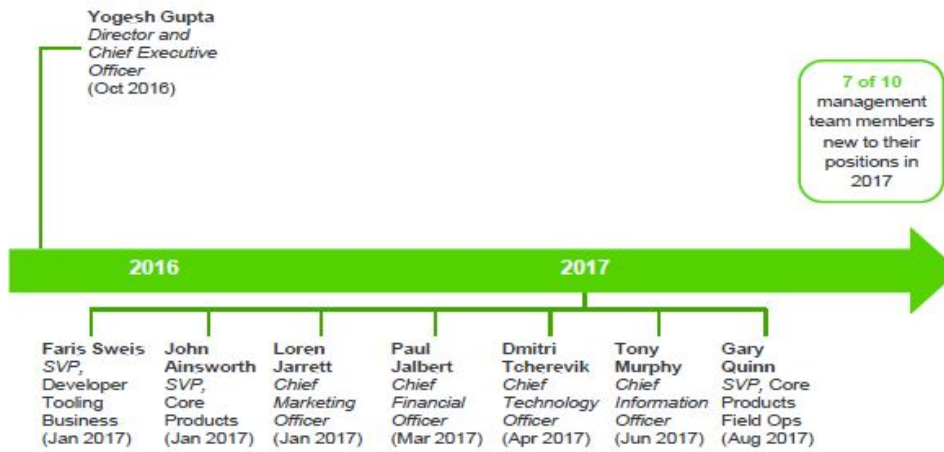 Yogesh Gupta
Director and
Chief Executive
Officer
(Oct 2016)
7 of 10
management
team members
new to their
positions in
2017
2016
2017
Faris Sweis
SVP,
Developer
Tooling
Business
(Jan 2017)
John
Ainsworth
SVP,
Core
Products
(Jan 2017)
Loren
Jarrett
Chief
Marketing
Officer
(Jan 2017)
Paul
Jalbert
Chief
Financial
Officer
(Mar 2017)
Dmitri
Tcherevik
Chief
Technology
Officer
(Apr 2017)
Tony
Murphy
Chief
Information
Officer
(Jun 2017)
Gary
Quinn
SVP, Core
Products
Field Ops
(Aug 2017)